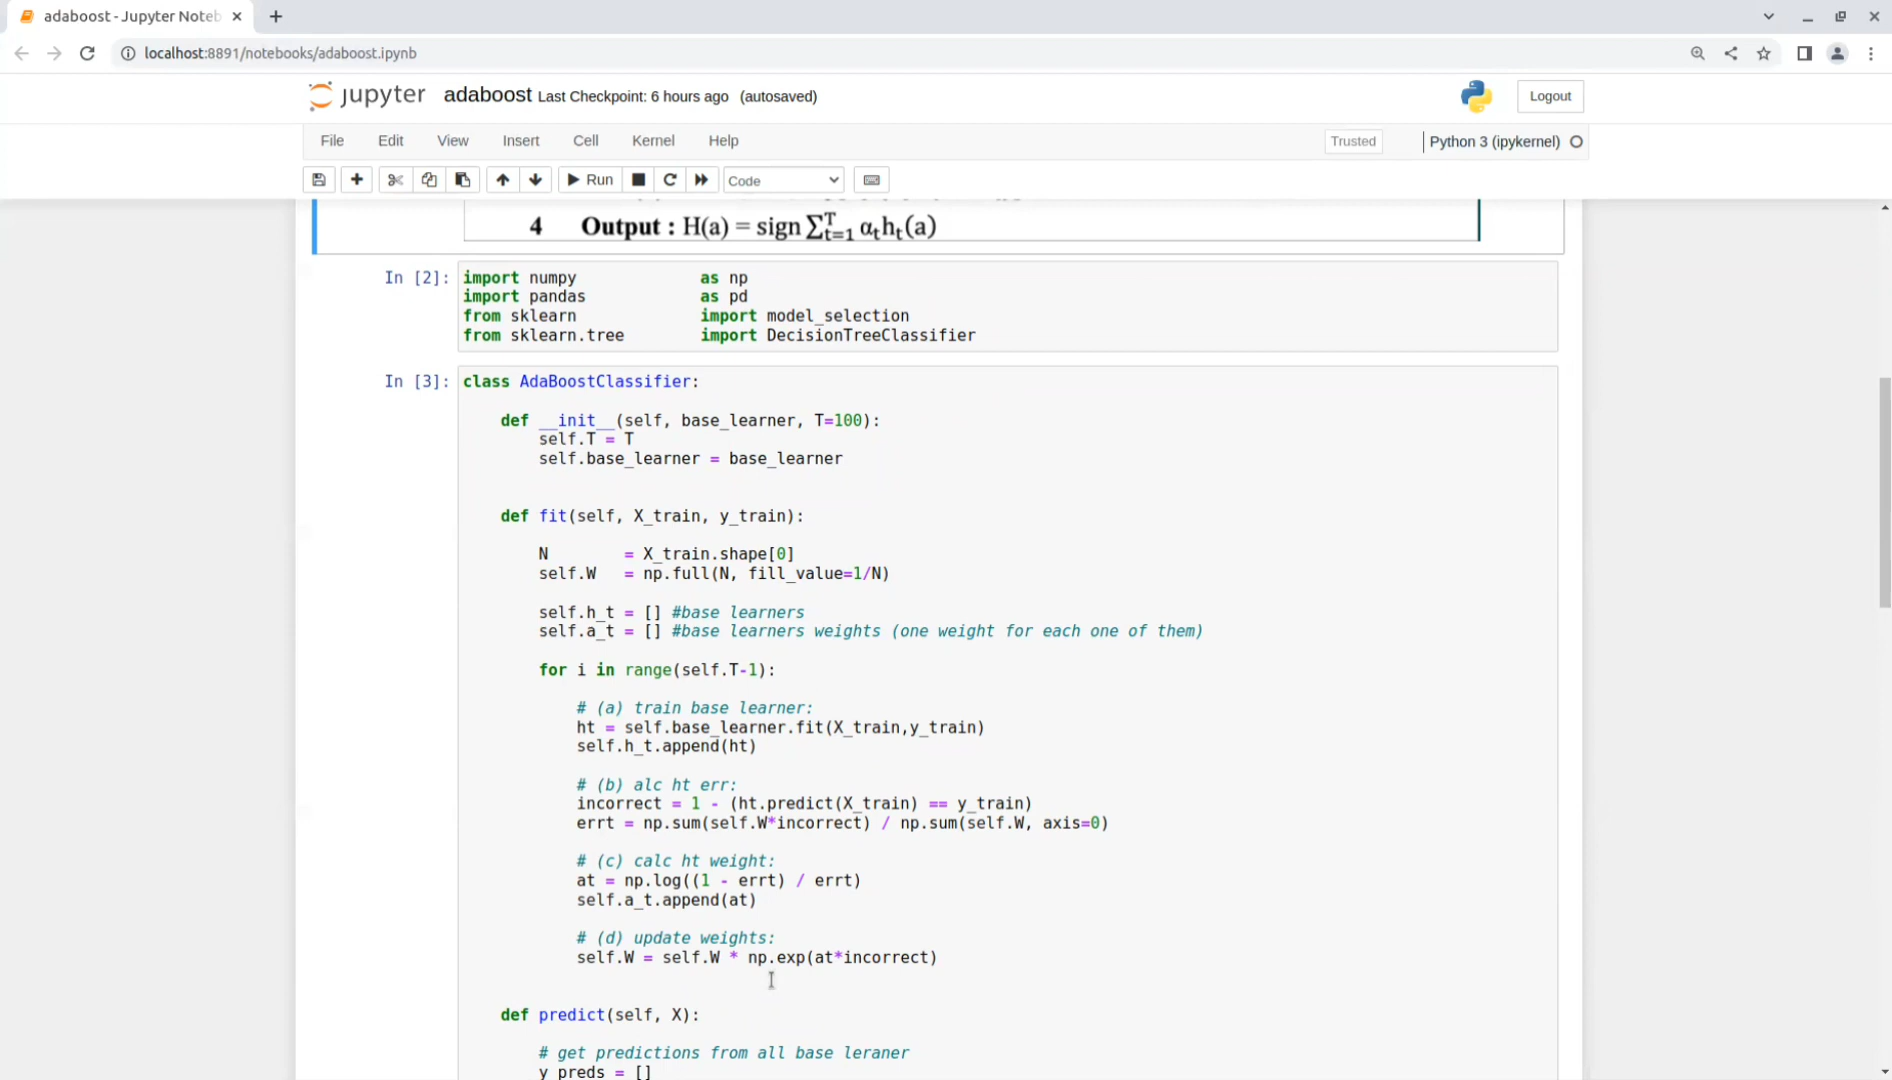 adaboost - Jupyter Noteb
localhost:8891/notebooks/adaboost.ipynb
jupyter adaboost Last Checkpoint: 6 hours ago (autosaved)
Logout
File Edit View Insert Cell Kernel Help
Trusted
Python 3 (ipykernel)
Run
Code
4 Output : H(a) = sign ∑ᵀₜ₌₁ αₜhₜ(a)
In [2]:
import numpy as np
import pandas as pd
from sklearn import model_selection
from sklearn.tree import DecisionTreeClassifier
In [3]:
class AdaBoostClassifier:
def __init__(self, base_learner, T=100):
self.T = T
self.base_learner = base_learner
def fit(self, X_train, y_train):
N = X_train.shape[0]
self.W = np.full(N, fill_value=1/N)
self.h_t = [] #base learners
self.a_t = [] #base learners weights (one weight for each one of them)
for i in range(self.T-1):
# (a) train base learner:
ht = self.base_learner.fit(X_train,y_train)
self.h_t.append(ht)
# (b) alc ht err:
incorrect = 1 - (ht.predict(X_train) == y_train)
errt = np.sum(self.W*incorrect) / np.sum(self.W, axis=0)
# (c) calc ht weight:
at = np.log((1 - errt) / errt)
self.a_t.append(at)
# (d) update weights:
self.W = self.W * np.exp(at*incorrect)
def predict(self, X):
# get predictions from all base leraner
y_preds = []